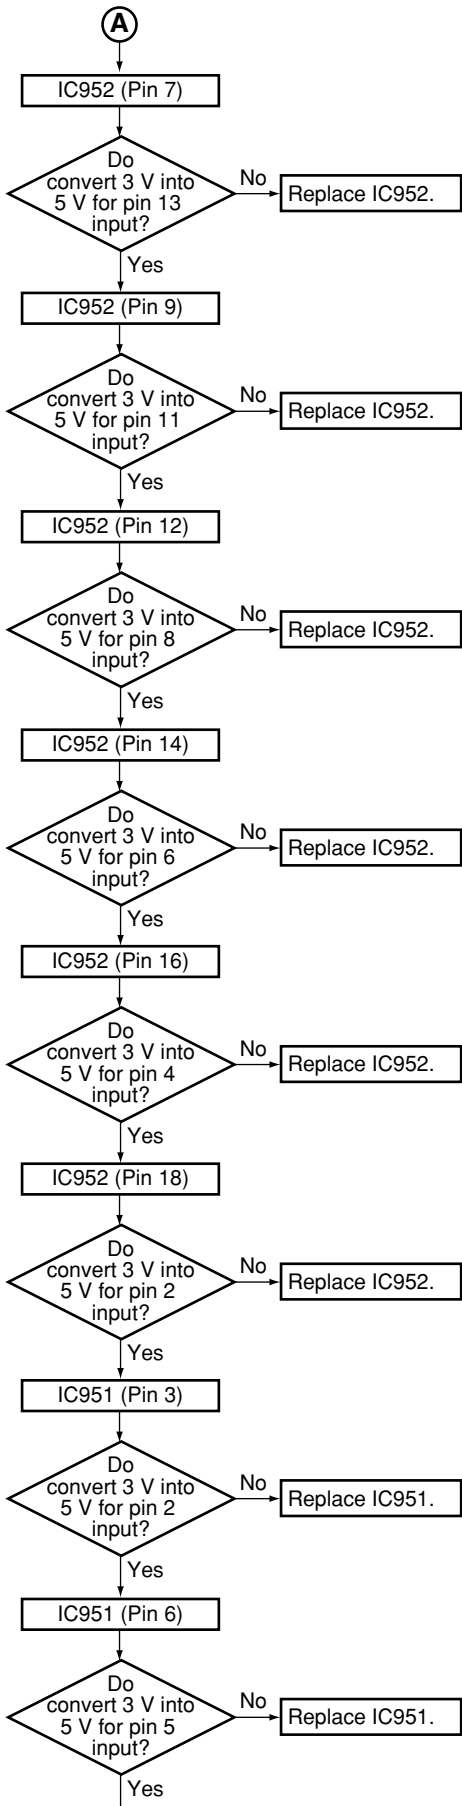 A
IC952 (Pin 7)
Do
convert 3 V into
5 V for pin 13
input?
No
Replace IC952.
Yes
IC952 (Pin 9)
Do
convert 3 V into
5 V for pin 11
input?
No
Replace IC952.
Yes
IC952 (Pin 12)
Do
convert 3 V into
5 V for pin 8
input?
No
Replace IC952.
Yes
IC952 (Pin 14)
Do
convert 3 V into
5 V for pin 6
input?
No
Replace IC952.
Yes
IC952 (Pin 16)
Do
convert 3 V into
5 V for pin 4
input?
No
Replace IC952.
Yes
IC952 (Pin 18)
Do
convert 3 V into
5 V for pin 2
input?
No
Replace IC952.
Yes
IC951 (Pin 3)
Do
convert 3 V into
5 V for pin 2
input?
No
Replace IC951.
Yes
IC951 (Pin 6)
Do
convert 3 V into
5 V for pin 5
input?
No
Replace IC951.
Yes